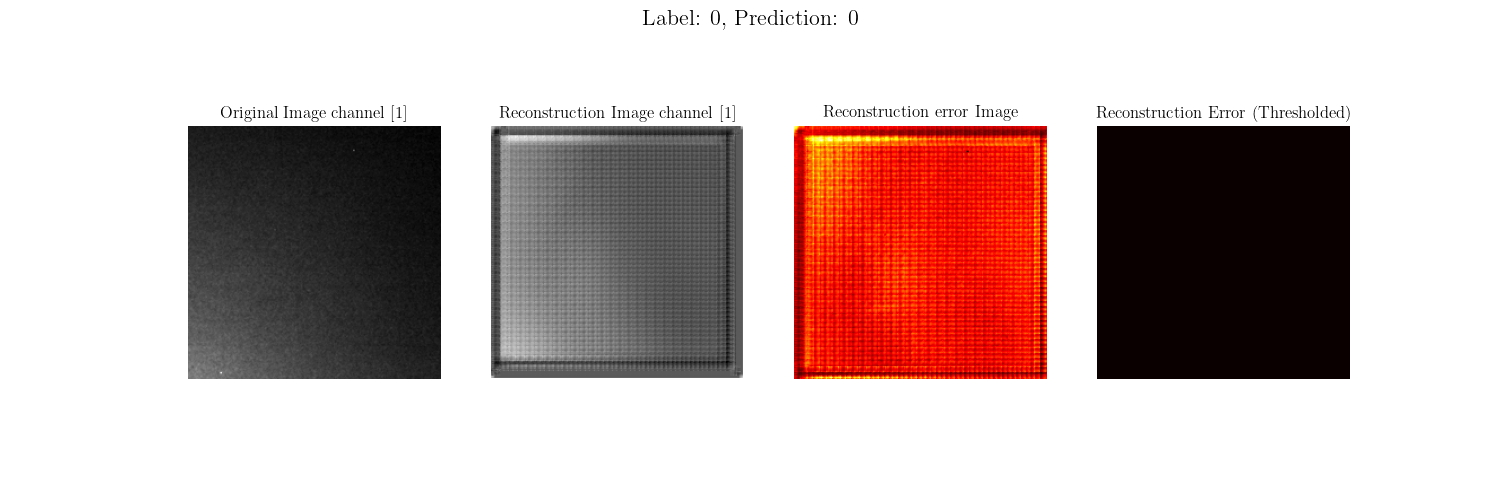 Label: 0, Prediction: 0
Original Image channel [1]
Reconstruction Image channel [1]
Reconstruction error Image
Reconstruction Error (Thresholded)